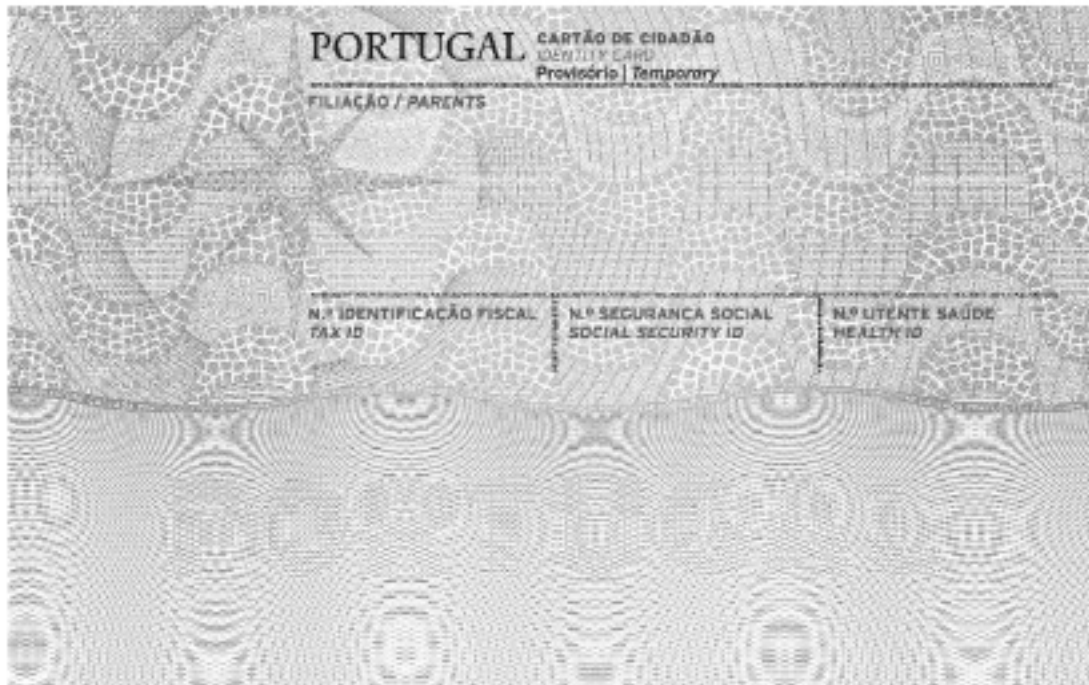 PORTUGAL
CARTÃO DE CIDADÃO
IDENTITY CARD
Provisório | Temporary
FILIAÇÃO / PARENTS
N.º IDENTIFICAÇÃO FISCAL
TAX ID
N.º SEGURANÇA SOCIAL
SOCIAL SECURITY ID
N.º UTENTE SAÚDE
HEALTH ID